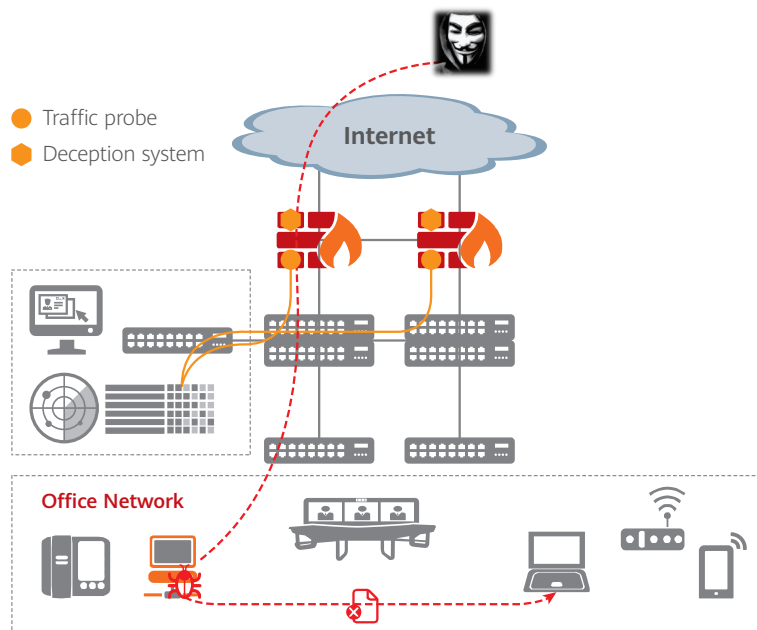 Internet
Traffic probe
Deception system
Office Network